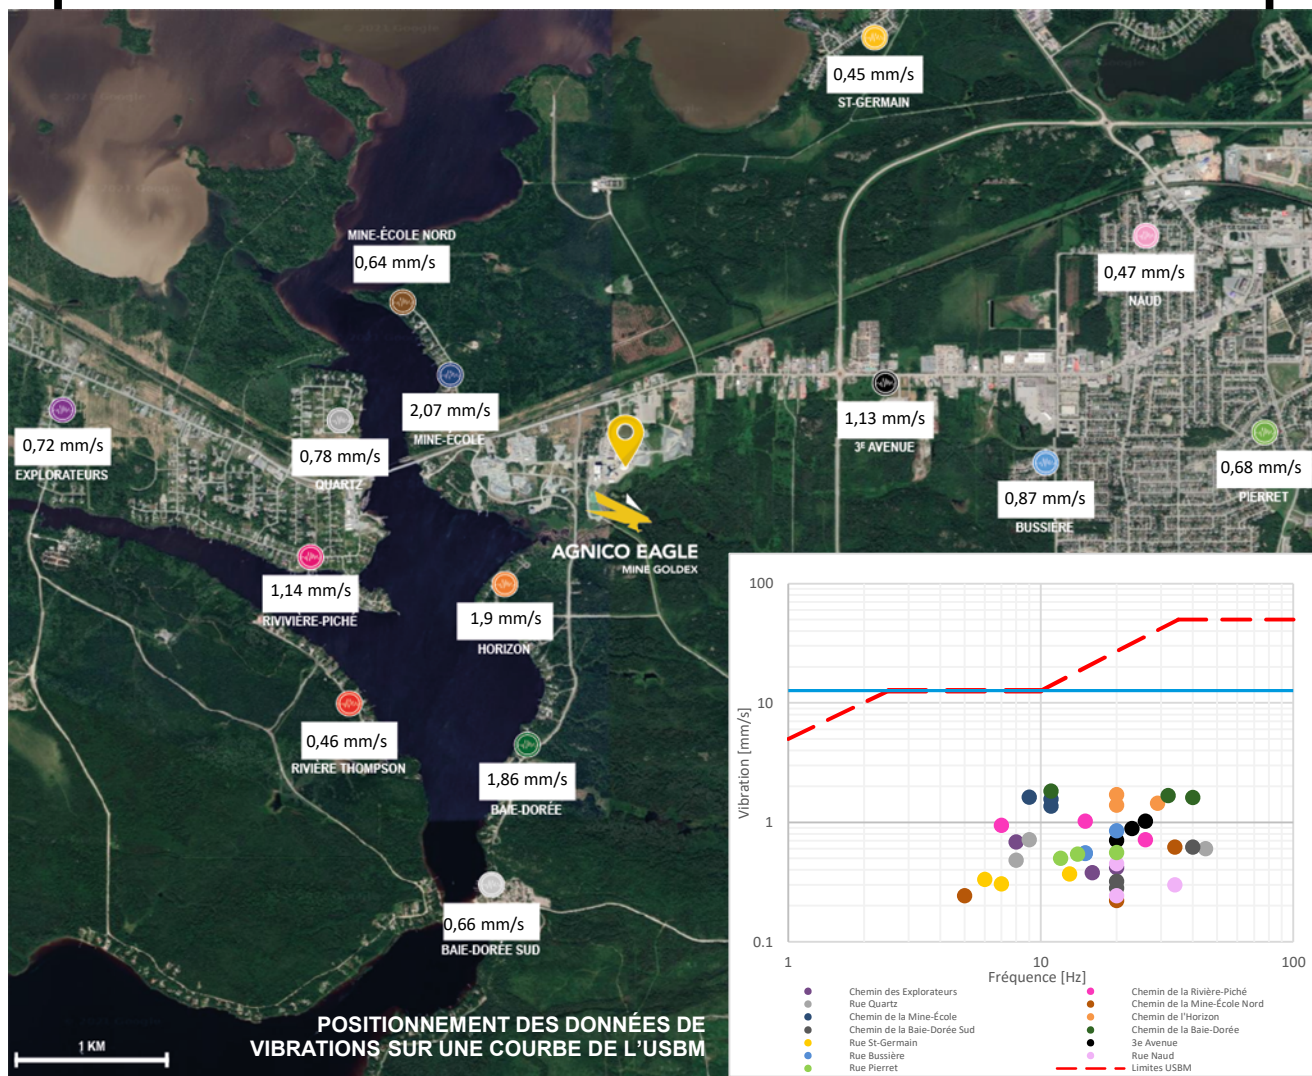 0,45 mm/s
ST-GERMAIN
MINE-ÉCOLE NORD
0,64 mm/s
0,47 mm/s
NAUD
2,07 mm/s
MINE-ÉCOLE
1,13 mm/s
3E AVENUE
0,72 mm/s
EXPLORATEURS
0,78 mm/s
QUARTZ
0,68 mm/s
PIERRET
0,87 mm/s
BUSSIÈRE
AGNICO EAGLE
MINE GOLDEX
1,14 mm/s
RIVIVIÈRE-PICHÉ
1,9 mm/s
HORIZON
0,46 mm/s
RIVIÈRE THOMPSON
1,86 mm/s
BAIE-DORÉE
0,66 mm/s
BAIE-DORÉE SUD
POSITIONNEMENT DES DONNÉES DE
VIBRATIONS SUR UNE COURBE DE L'USBM
1 KM
100
10
1
0.1
Vibration [mm/s]
1
10
100
Fréquence [Hz]
Chemin des Explorateurs
Chemin de la Rivière-Piché
Rue Quartz
Chemin de la Mine-École Nord
Chemin de la Mine-École
Chemin de l'Horizon
Chemin de la Baie-Dorée Sud
Chemin de la Baie-Dorée
Rue St-Germain
3e Avenue
Rue Bussière
Rue Naud
Rue Pierret
Limites USBM